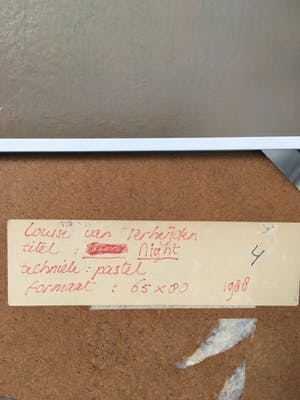 Louise van Terheijden
titel : Night
techniek : pastel
formaat : 65 x 80 1988
4